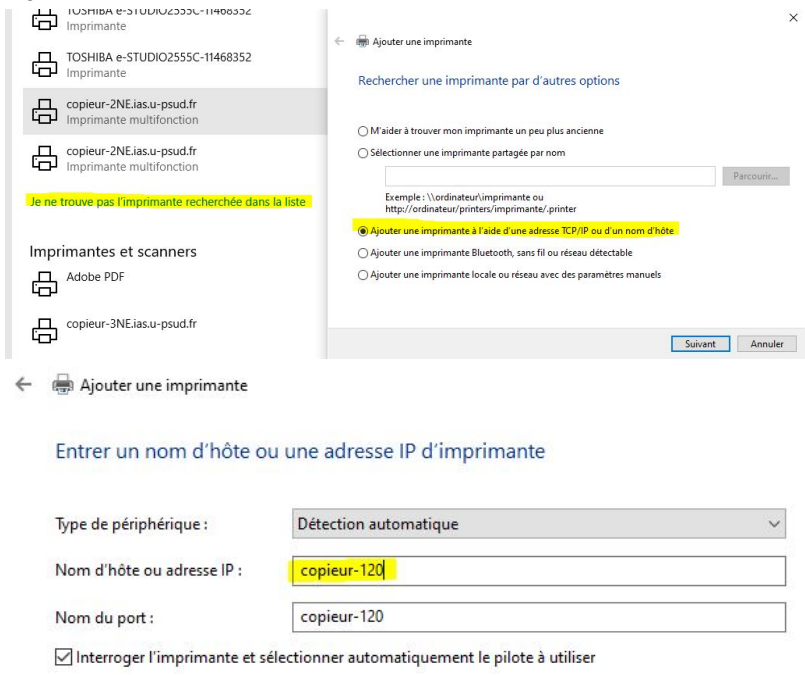 TOSHIBA e-STUDIO2555C-11468352
Imprimante
TOSHIBA e-STUDIO2555C-11468352
Imprimante
copieur-2NE.ias.u-psud.fr
Imprimante multifonction
copieur-2NE.ias.u-psud.fr
Imprimante multifonction
Je ne trouve pas l'imprimante recherchée dans la liste
Imprimantes et scanners
Adobe PDF
copieur-3NE.ias.u-psud.fr
Ajouter une imprimante
Rechercher une imprimante par d'autres options
M'aider à trouver mon imprimante un peu plus ancienne
Sélectionner une imprimante partagée par nom
Parcourir...
Exemple : \\ordinateur\imprimante ou
http://ordinateur/printers/imprimante/.printer
Ajouter une imprimante à l'aide d'une adresse TCP/IP ou d'un nom d'hôte
Ajouter une imprimante Bluetooth, sans fil ou réseau détectable
Ajouter une imprimante locale ou réseau avec des paramètres manuels
Suivant Annuler
Ajouter une imprimante
Entrer un nom d'hôte ou une adresse IP d'imprimante
Type de périphérique : Détection automatique
Nom d'hôte ou adresse IP : copieur-120
Nom du port : copieur-120
Interroger l'imprimante et sélectionner automatiquement le pilote à utiliser